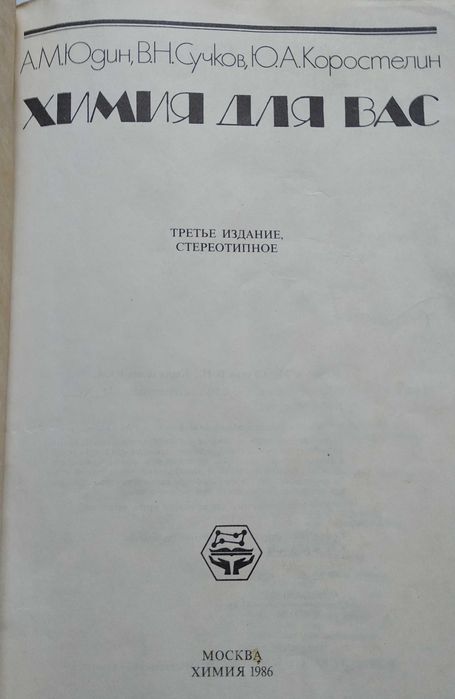 А.М.Юдин, В.Н.Сучков, Ю.А.Коростелин
ХИМИЯ ДЛЯ ВАС
ТРЕТЬЕ ИЗДАНИЕ,
СТЕРЕОТИПНОЕ
МОСКВА
ХИМИЯ 1986